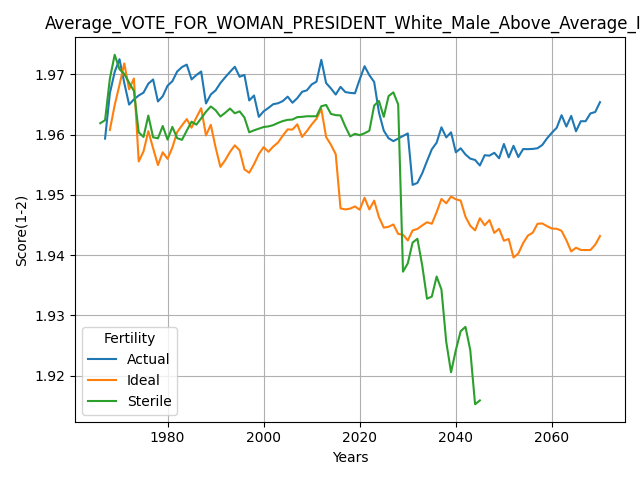 Average_VOTE_FOR_WOMAN_PRESIDENT_White_Male_Above_Average_I
1.97
1.96
1.95
1.94
1.93
1.92
Score(1-2)
Fertility
Actual
Ideal
Sterile
1980 2000 2020 2040 2060
Years